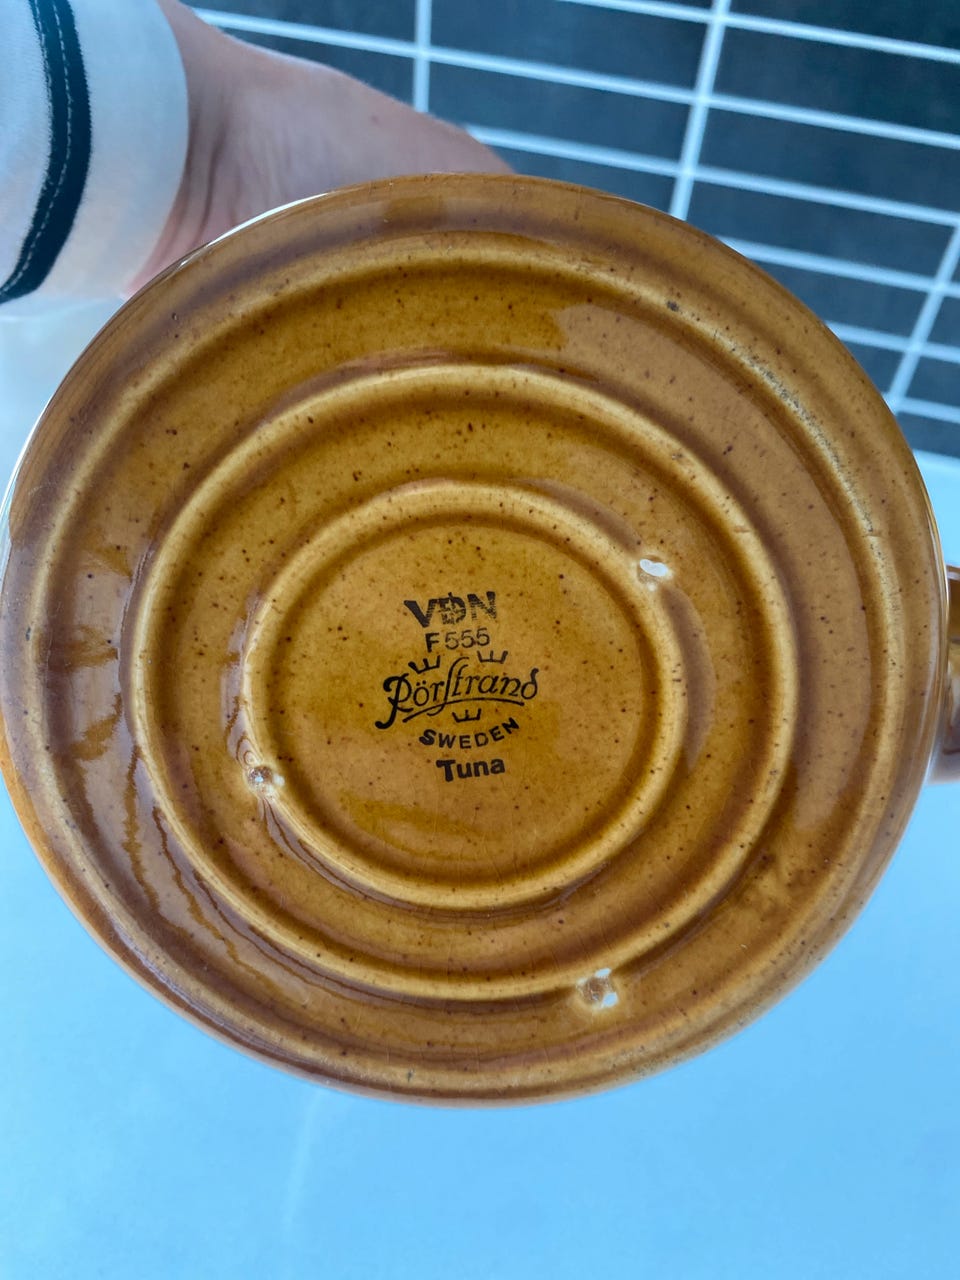 VDN
F555
Rörstrand
SWEDEN
Tuna